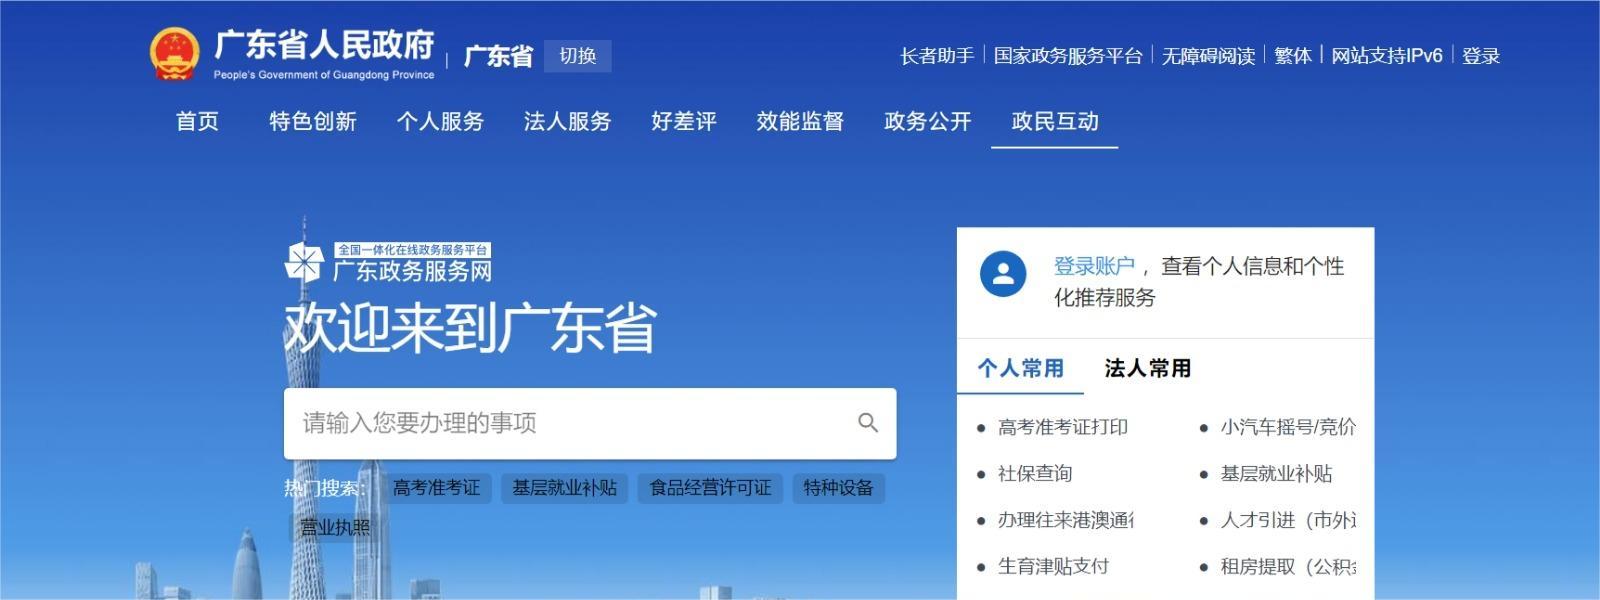 广东省人民政府
People's Government of Guangdong Province
广东省 切换
长者助手 国家政务服务平台 无障碍阅读 繁体 网站支持IPv6 登录
首页 特色创新 个人服务 法人服务 好差评 效能监督 政务公开 政民互动
全国一体化在线政务服务平台
广东政务服务网
欢迎来到广东省
请输入您要办理的事项
热门搜索: 高考准考证 基层就业补贴 食品经营许可证 特种设备
营业执照
登录账户，查看个人信息和个性
化推荐服务
个人常用 法人常用
高考准考证打印 小汽车摇号/竞价
社保查询 基层就业补贴
办理往来港澳通 人才引进（市外
生育津贴支付 租房提取（公积